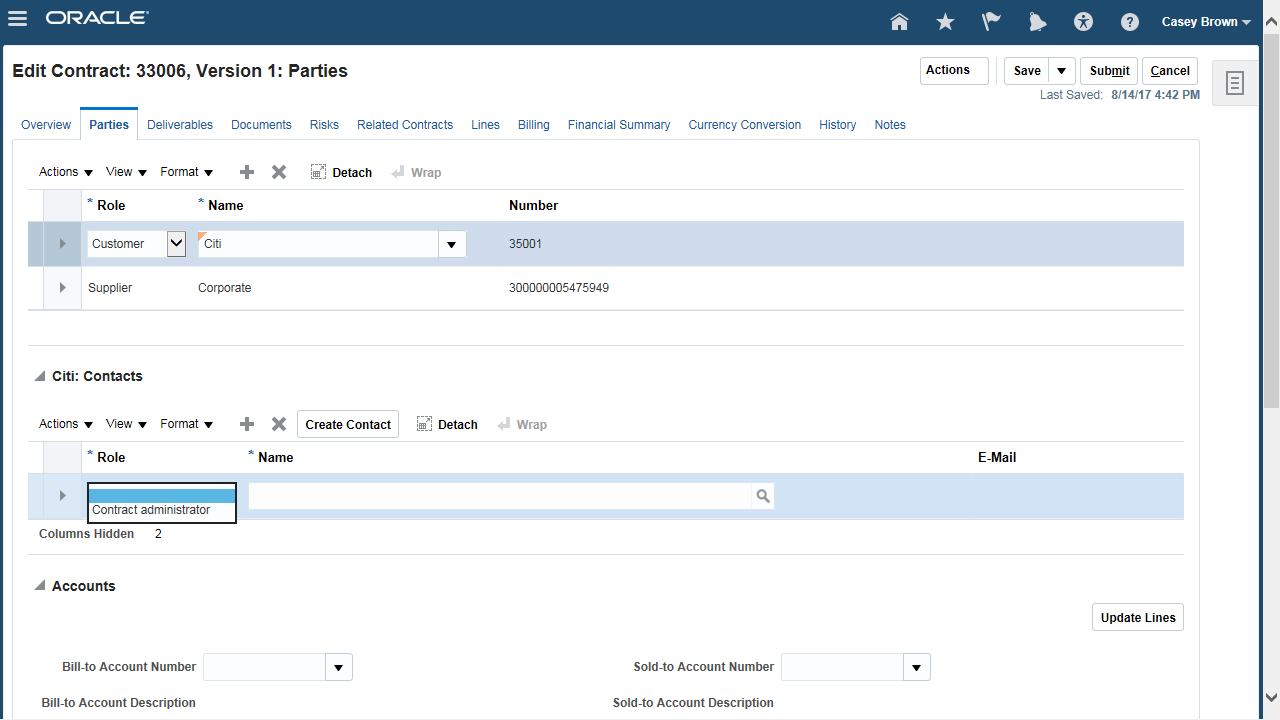 ORACLE
Casey Brown
Edit Contract: 33006, Version 1: Parties
Actions Save Submit Cancel
Last Saved: 8/14/17 4:42 PM
Overview Parties Deliverables Documents Risks Related Contracts Lines Billing Financial Summary Currency Conversion History Notes
Actions View Format Detach Wrap
* Role * Name Number
Customer Citi 35001
Supplier Corporate 300000005475949
Citi: Contacts
Actions View Format Create Contact Detach Wrap
* Role * Name E-Mail
Contract administrator
Columns Hidden 2
Accounts
Update Lines
Bill-to Account Number Sold-to Account Number
Bill-to Account Description Sold-to Account Description